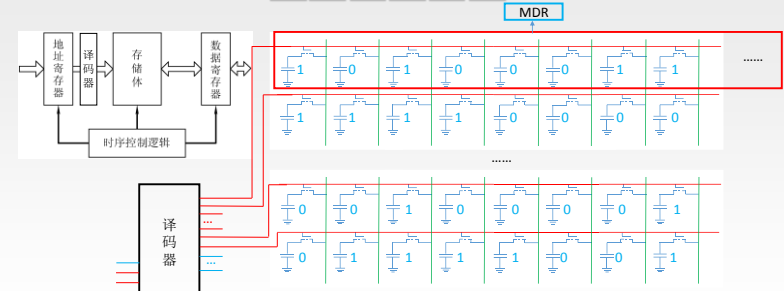 MDR
地址寄存器
译码器
存储体
数据寄存器
时序控制逻辑
1 0 1 0 0 0 1 1
……
1 1 1 1 0 0 0 0
……
译码器
...
...
0 0 1 0 0 0 0 1
0 1 1 1 1 0 0 1